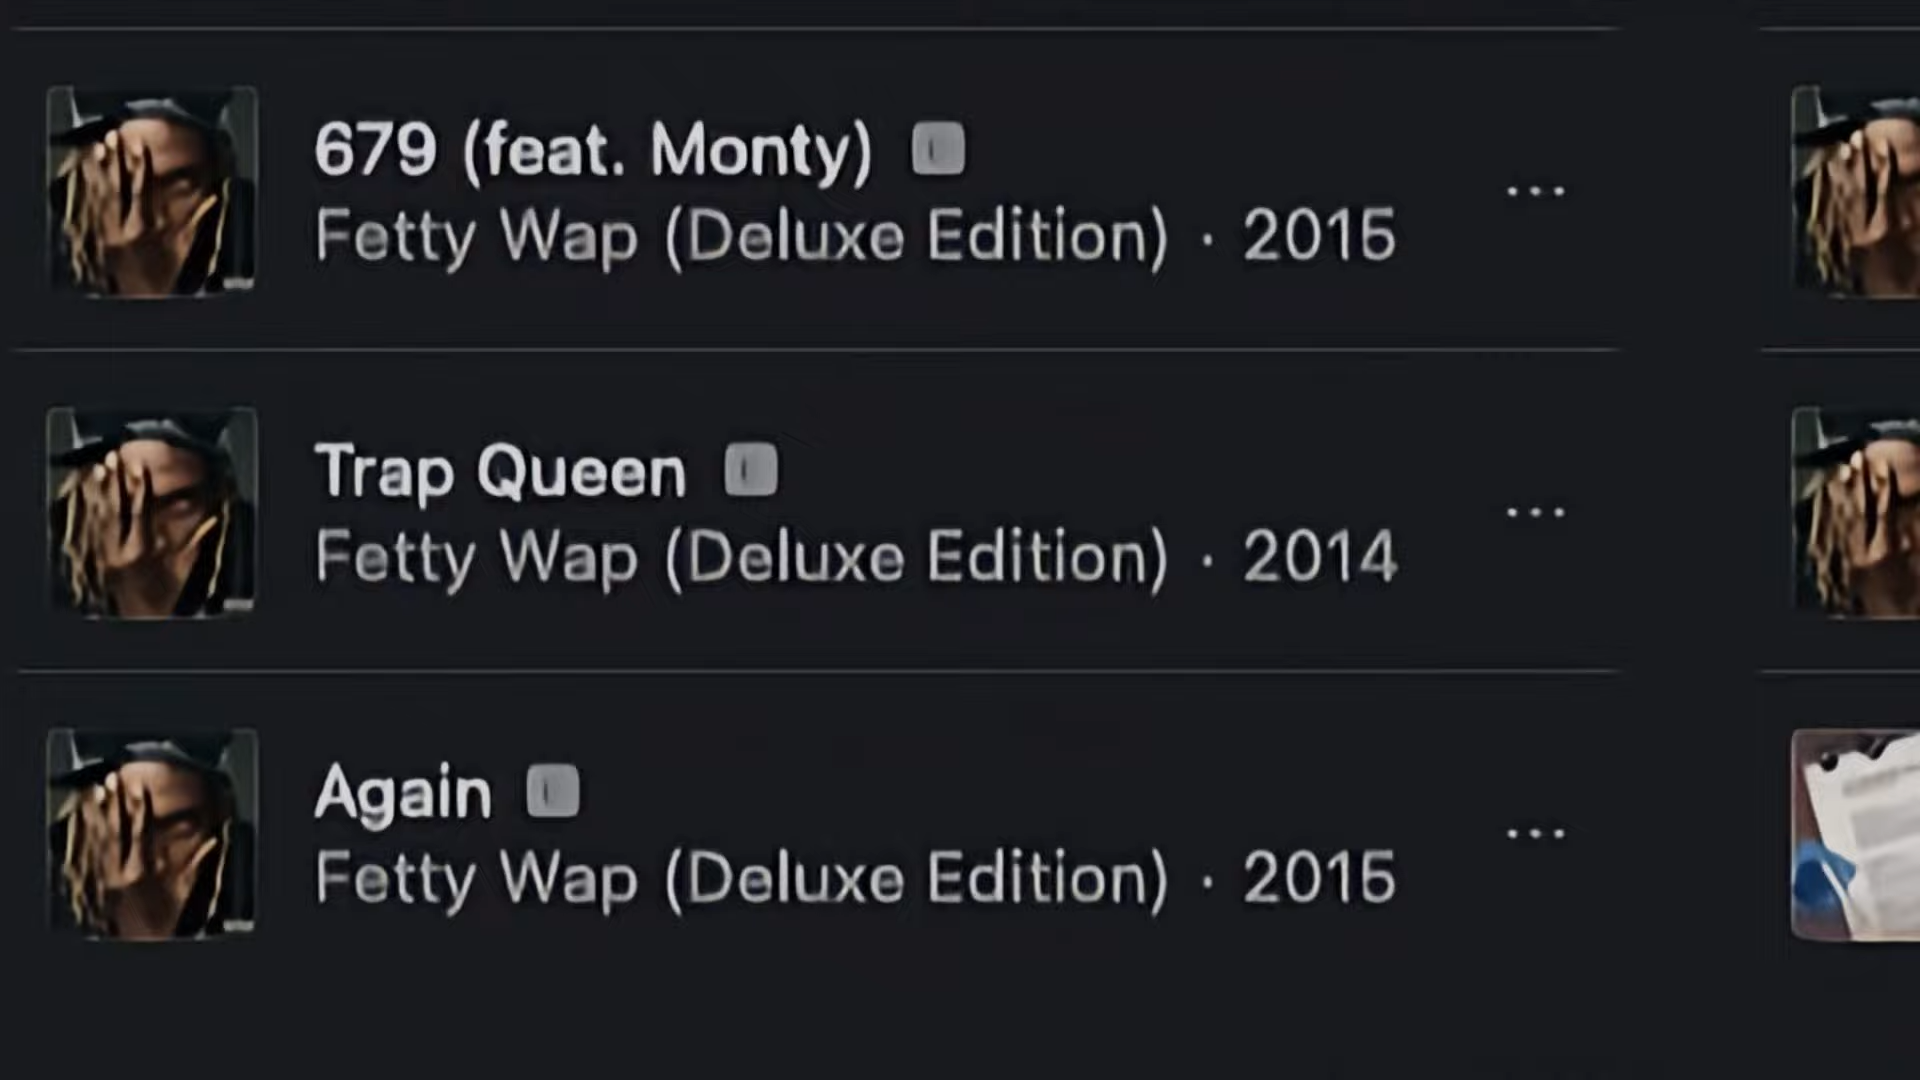 679 (feat. Monty)
Fetty Wap (Deluxe Edition) · 2015
Trap Queen
Fetty Wap (Deluxe Edition) · 2014
Again
Fetty Wap (Deluxe Edition) · 2015